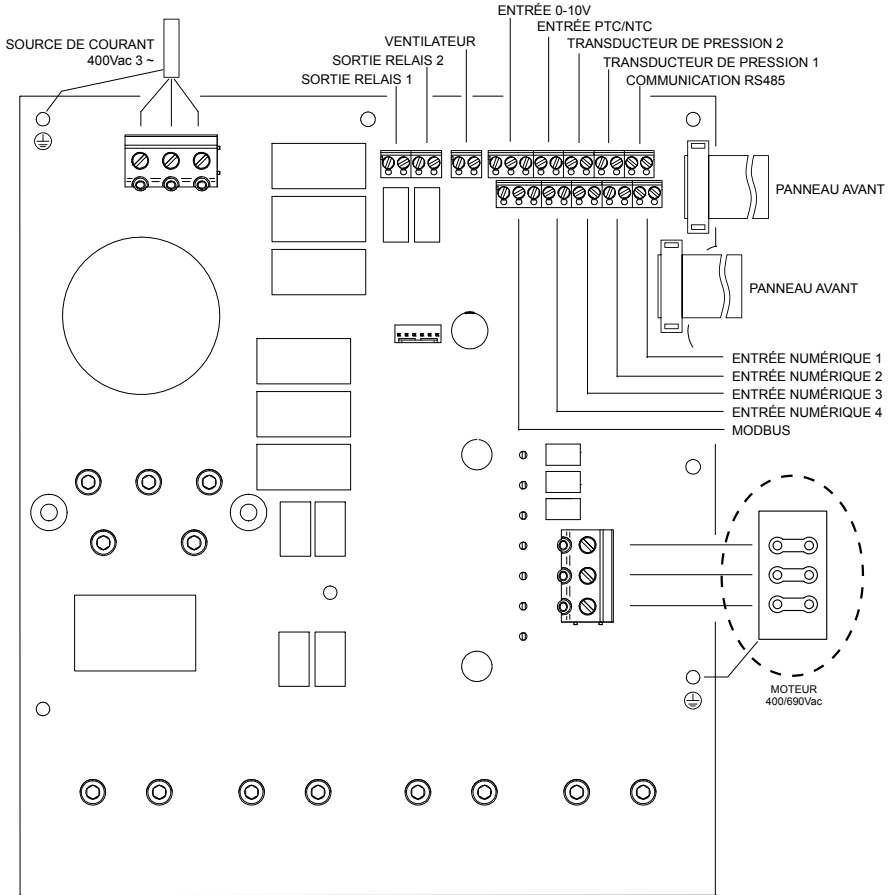 ENTRÉE 0-10V
ENTRÉE PTC/NTC
SOURCE DE COURANT
400Vac 3 ~
VENTILATEUR
TRANSDUCTEUR DE PRESSION 2
SORTIE RELAIS 2
TRANSDUCTEUR DE PRESSION 1
SORTIE RELAIS 1
COMMUNICATION RS485
PANNEAU AVANT
PANNEAU AVANT
ENTRÉE NUMÉRIQUE 1
ENTRÉE NUMÉRIQUE 2
ENTRÉE NUMÉRIQUE 3
ENTRÉE NUMÉRIQUE 4
MODBUS
MOTEUR
400/690Vac